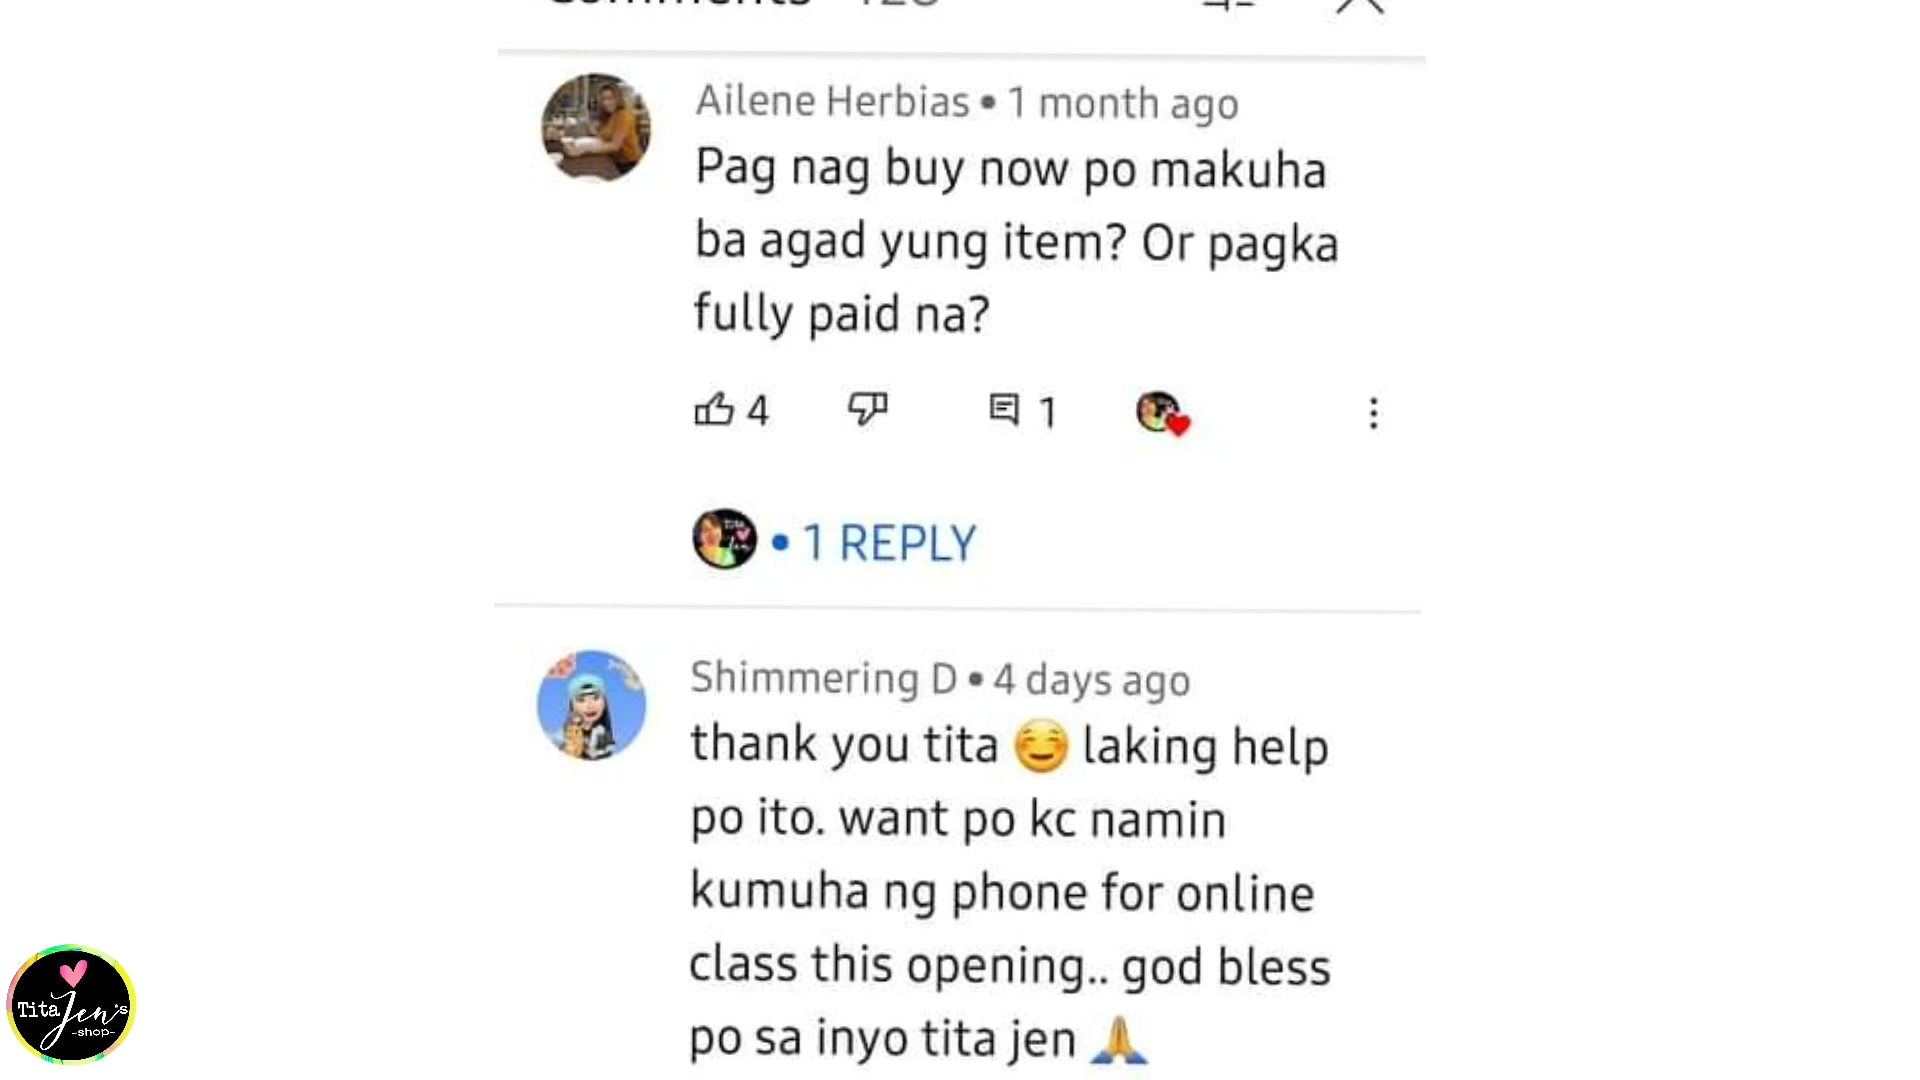 Comments 128
Ailene Herbias • 1 month ago
Pag nag buy now po makuha
ba agad yung item? Or pagka
fully paid na?
4 1
• 1 REPLY
Shimmering D • 4 days ago
thank you tita ☺️ laking help
po ito. want po kc namin
kumuha ng phone for online
class this opening.. god bless
po sa inyo tita jen 🙏
Tita Jen's
-shop-